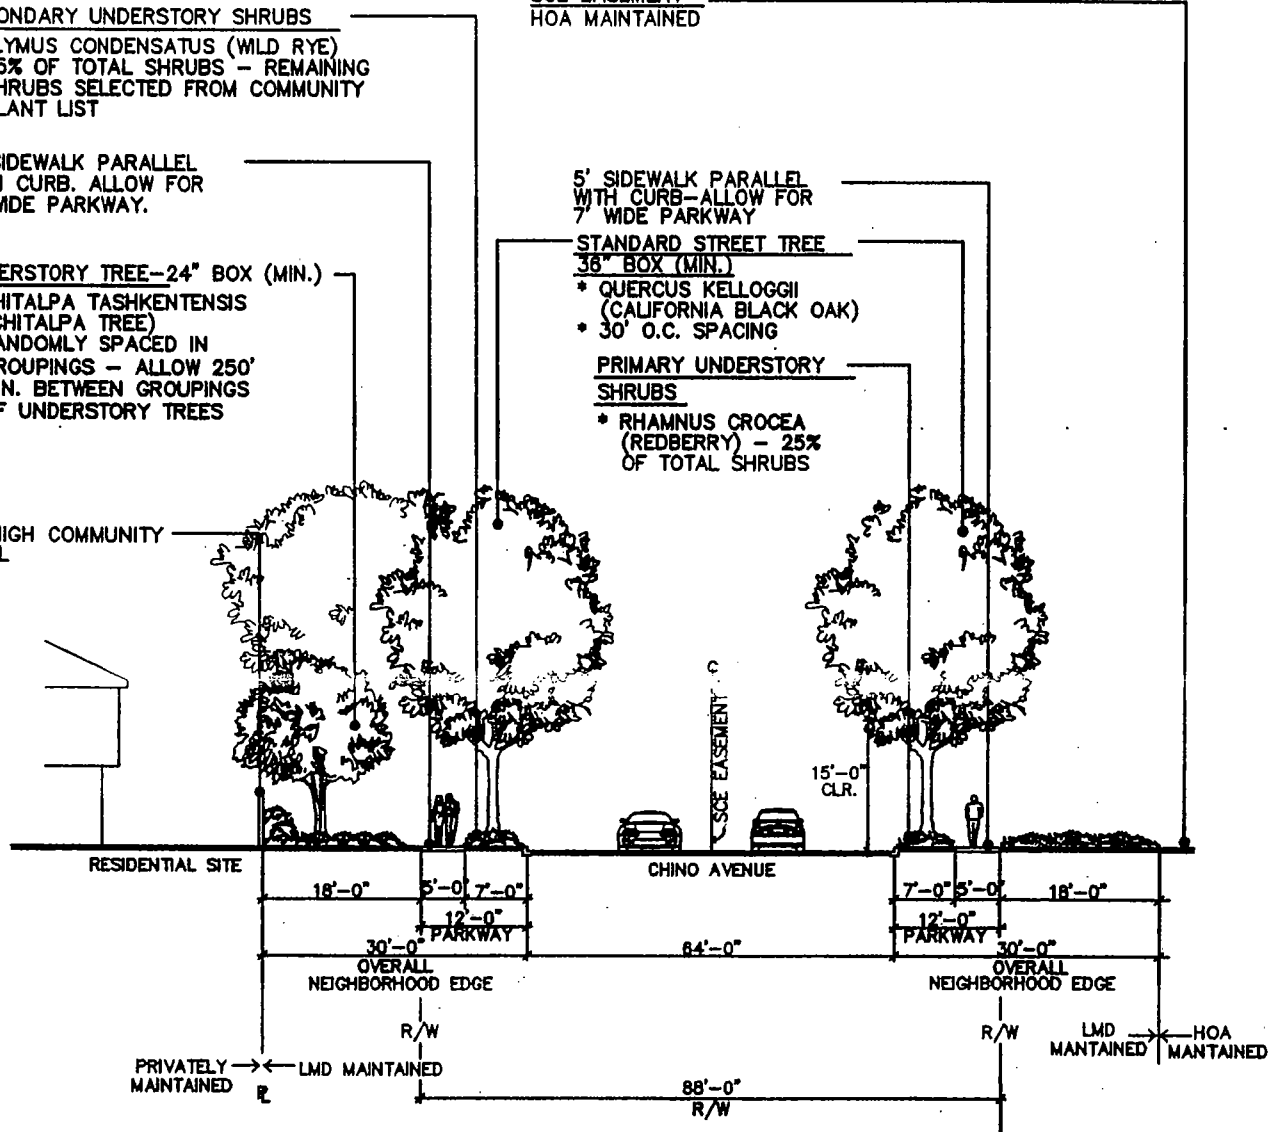 ONDARY UNDERSTORY SHRUBS
LYMUS CONDENSATUS (WILD RYE)
5% OF TOTAL SHRUBS – REMAINING
HRUBS SELECTED FROM COMMUNITY
LANT LIST
HOA MAINTAINED
SIDEWALK PARALLEL
H CURB. ALLOW FOR
WIDE PARKWAY.
5' SIDEWALK PARALLEL
WITH CURB–ALLOW FOR
7' WIDE PARKWAY
STANDARD STREET TREE
36" BOX (MIN.)
* QUERCUS KELLOGGII
(CALIFORNIA BLACK OAK)
* 30' O.C. SPACING
ERSTORY TREE–24" BOX (MIN.)
HITALPA TASHKENTENSIS
CHITALPA TREE)
ANDOMLY SPACED IN
ROUPINGS – ALLOW 250'
IN. BETWEEN GROUPINGS
F UNDERSTORY TREES
PRIMARY UNDERSTORY
SHRUBS
* RHAMNUS CROCEA
(REDBERRY) – 25%
OF TOTAL SHRUBS
HIGH COMMUNITY
L
C
SCE EASEMENT
15'–0"
CLR.
RESIDENTIAL SITE
CHINO AVENUE
18'–0" 5'–0" 7'–0" 7'–0" 5'–0" 18'–0"
12'–0" 12'–0"
PARKWAY PARKWAY
30'–0" 64'–0" 30'–0"
OVERALL OVERALL
NEIGHBORHOOD EDGE NEIGHBORHOOD EDGE
R/W R/W
LMD HOA
MANTAINED MANTAINED
PRIVATELY LMD MAINTAINED
MAINTAINED
PL
88'–0"
R/W